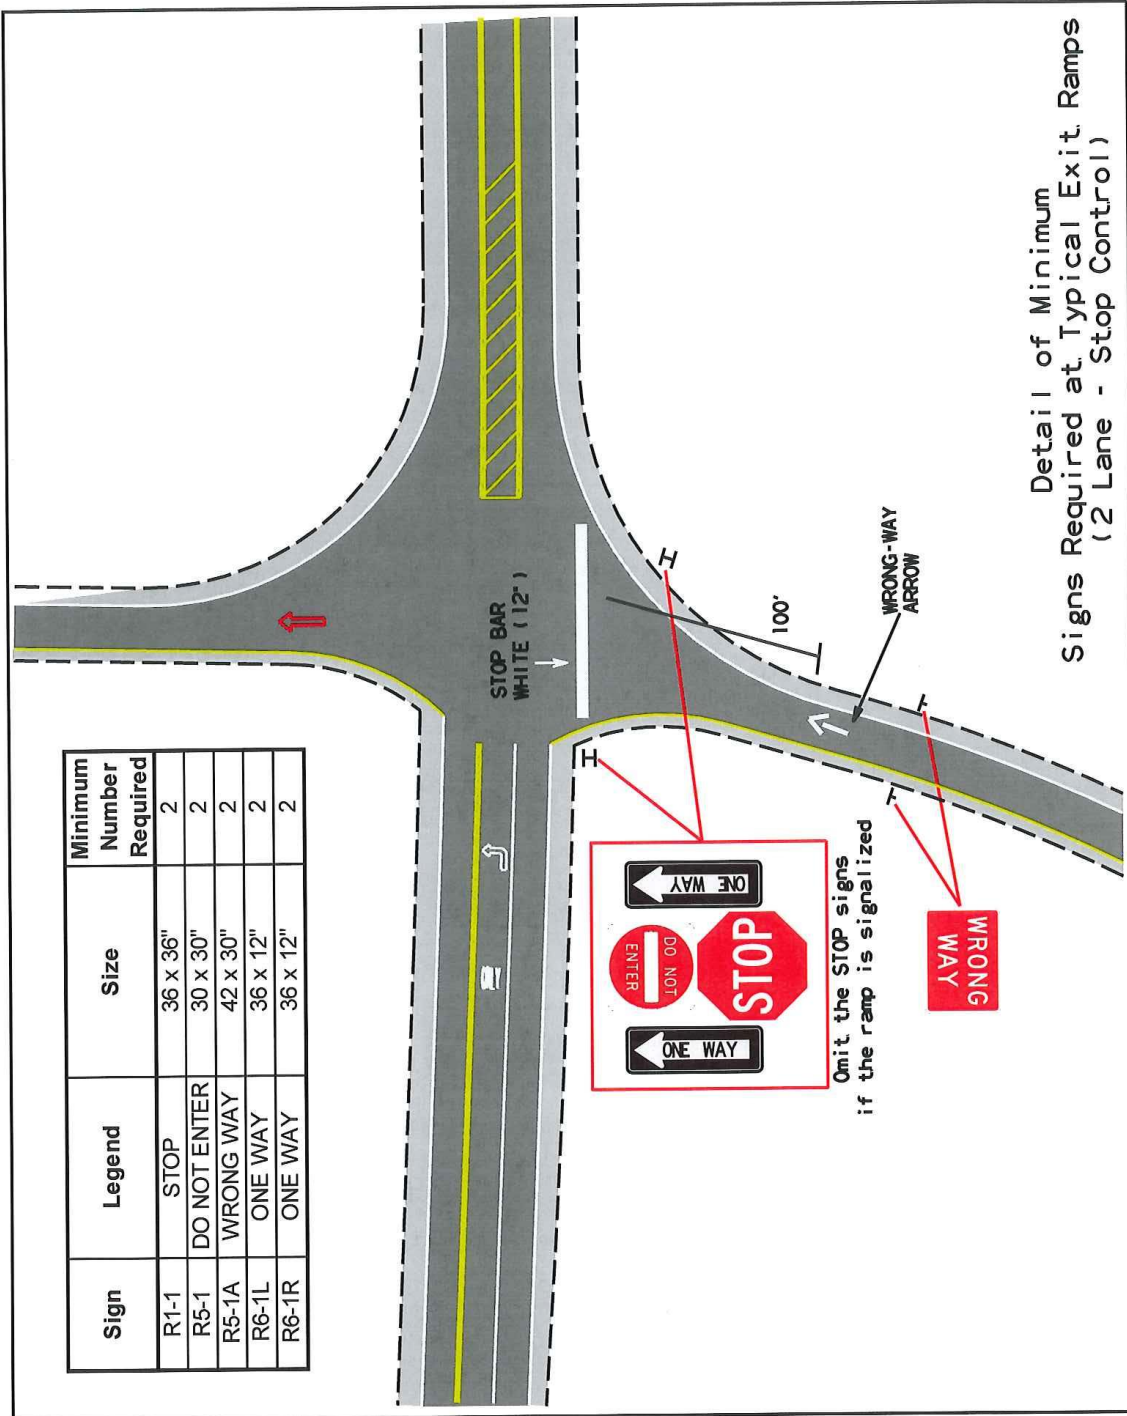 Sign Legend Size Minimum Number Required
R1-1 STOP 36 x 36" 2
R5-1 DO NOT ENTER 30 x 30" 2
R5-1A WRONG WAY 42 x 30" 2
R6-1L ONE WAY 36 x 12" 2
R6-1R ONE WAY 36 x 12" 2
STOP BAR
WHITE (12")
ONE WAY
DO NOT
ENTER
STOP
ONE WAY
Omit the STOP signs
if the ramp is signalized
100'
WRONG-WAY
ARROW
WRONG
WAY
Detail of Minimum
Signs Required at Typical Exit Ramps
(2 Lane - Stop Control)